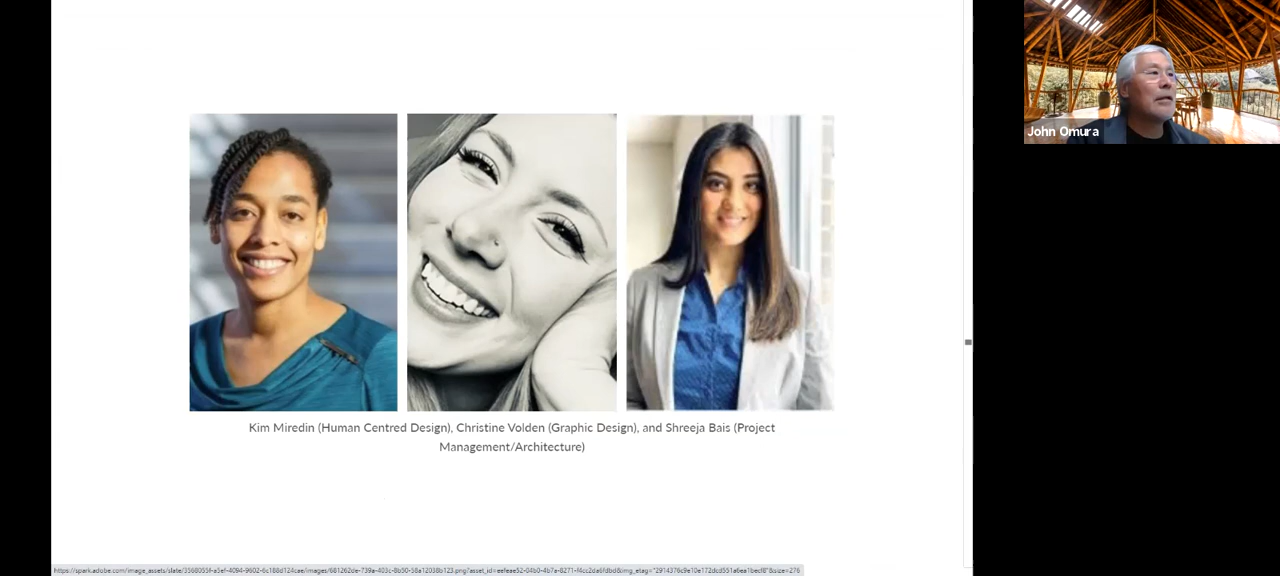 John Omura
Kim Miredin (Human Centred Design), Christine Volden (Graphic Design), and Shreeja Bais (Project
Management/Architecture)